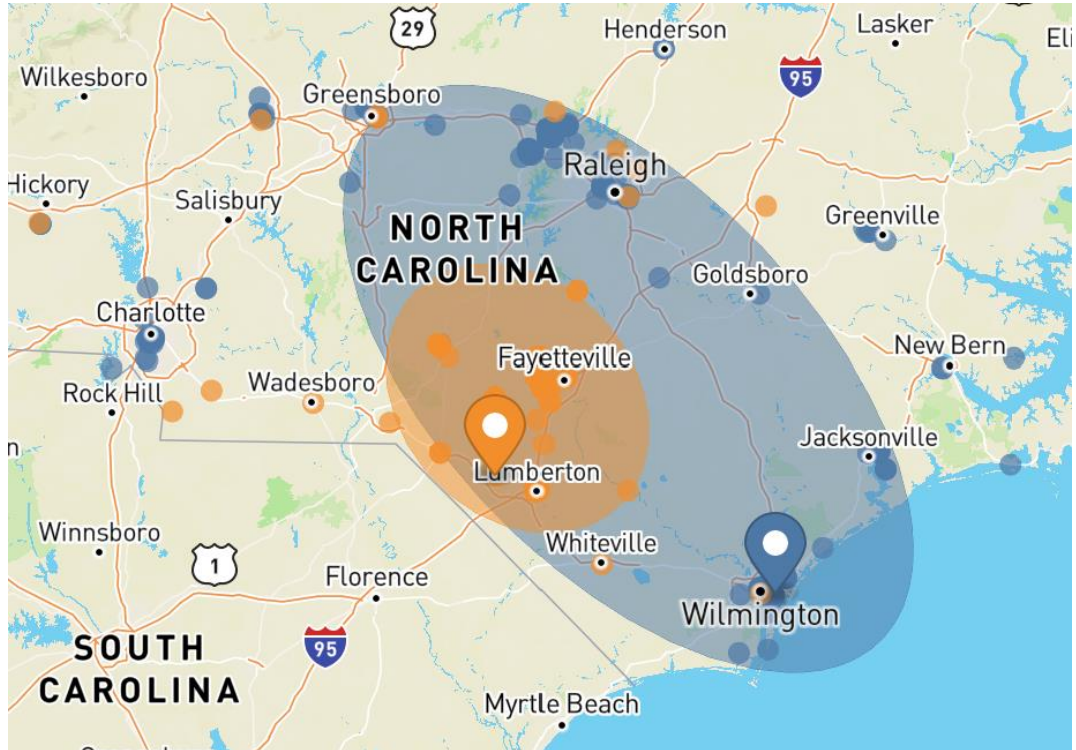 29
Henderson
Lasker
Eli
95
Wilkesboro
Greensboro
Raleigh
Hickory
Salisbury
NORTH
CAROLINA
Greenville
Goldsboro
Charlotte
New Bern
Fayetteville
Rock Hill
Wadesboro
Jacksonville
n
Lumberton
Winnsboro
Whiteville
1
Florence
Wilmington
SOUTH
CAROLINA
95
Myrtle Beach